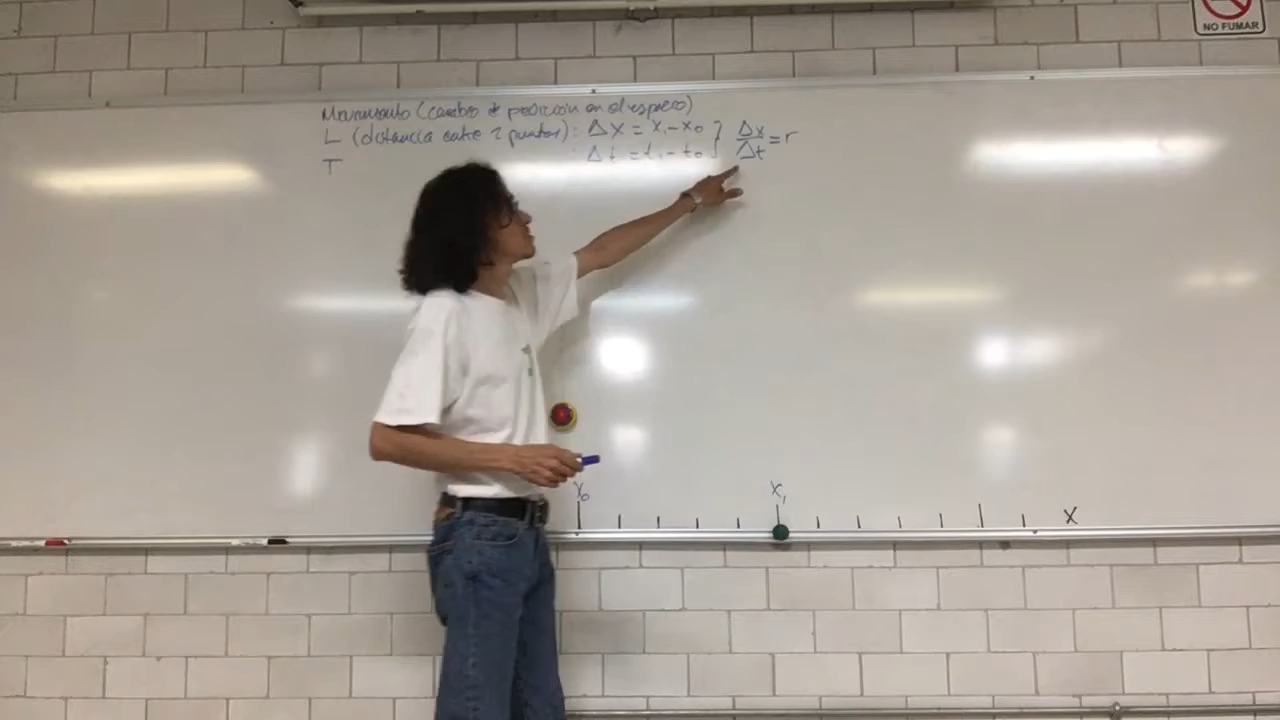 NO FUMAR
Movimiento (cambio de posición en el espacio)
L (distancia entre 2 puntos): Δx = x₁ - x₀ } Δx/Δt = r
T : Δt = t₁ - t₀
x₀ x₁ X